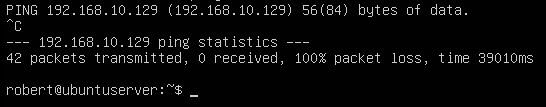 PING 192.168.10.129 (192.168.10.129) 56(84) bytes of data.
^C
--- 192.168.10.129 ping statistics ---
42 packets transmitted, 0 received, 100% packet loss, time 39010ms
robert@ubuntuserver:~$ _